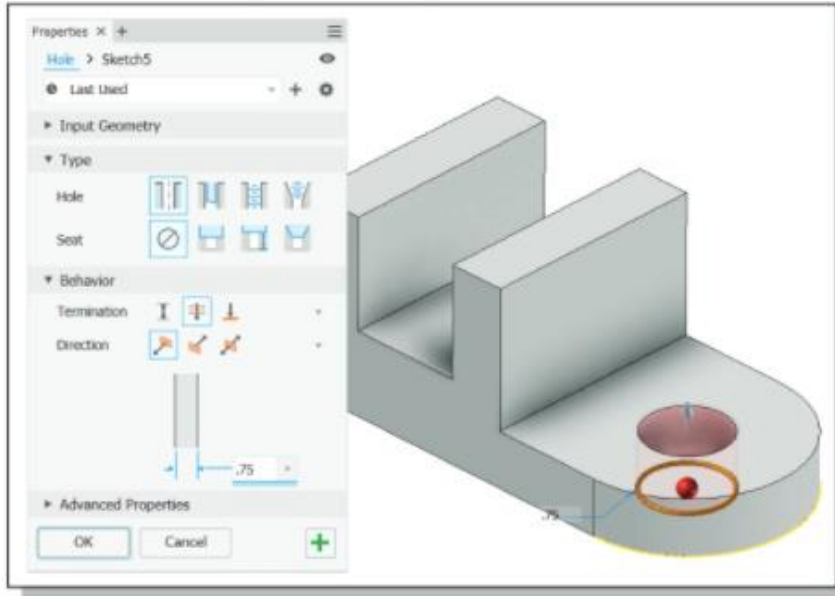 Properties × +
Hole > Sketch5
Last Used
Input Geometry
Type
Hole
Seat
Behavior
Termination
Direction
.75
Advanced Properties
OK
Cancel
.75